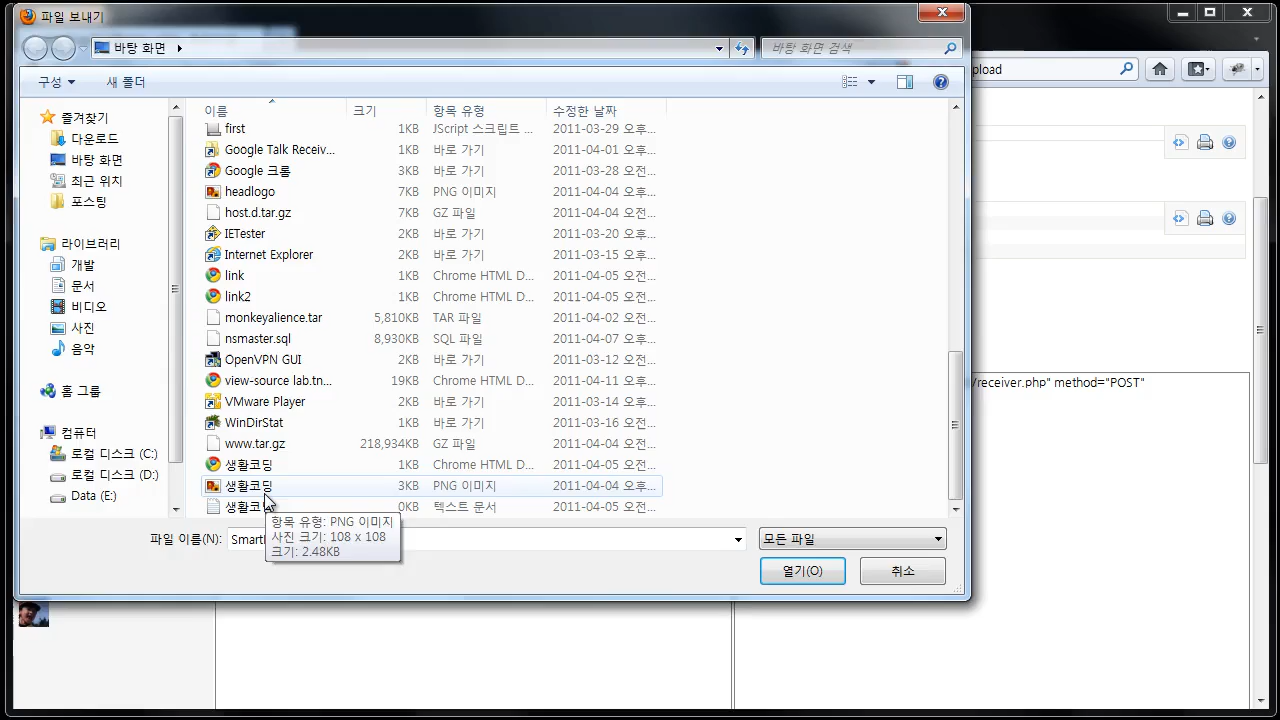 파일 보내기
바탕 화면
바탕 화면 검색
pload
구성
새 폴더
즐겨찾기
다운로드
바탕 화면
최근 위치
포스팅
라이브러리
개발
문서
비디오
사진
음악
홈 그룹
컴퓨터
로컬 디스크 (C:)
로컬 디스크 (D:)
Data (E:)
이름 크기 항목 유형 수정한 날짜
first 1KB JScript 스크립트 ... 2011-03-29 오후...
Google Talk Receiv... 1KB 바로 가기 2011-04-01 오후...
Google 크롬 3KB 바로 가기 2011-03-28 오전...
headlogo 7KB PNG 이미지 2011-04-04 오후...
host.d.tar.gz 7KB GZ 파일 2011-04-04 오전...
IETester 2KB 바로 가기 2011-03-20 오후...
Internet Explorer 2KB 바로 가기 2011-03-15 오후...
link 1KB Chrome HTML D... 2011-04-05 오전...
link2 1KB Chrome HTML D... 2011-04-05 오전...
monkeyalience.tar 5,810KB TAR 파일 2011-04-02 오전...
nsmaster.sql 8,930KB SQL 파일 2011-04-07 오후...
OpenVPN GUI 2KB 바로 가기 2011-03-12 오후...
view-source lab.tn... 19KB Chrome HTML D... 2011-04-11 오후...
VMware Player 2KB 바로 가기 2011-03-14 오후...
WinDirStat 2KB 바로 가기 2011-03-16 오후...
www.tar.gz 218,934KB GZ 파일 2011-04-04 오전...
생활코딩 1KB Chrome HTML D... 2011-04-05 오전...
생활코딩 3KB PNG 이미지 2011-04-04 오후...
생활코 0KB 텍스트 문서 2011-04-05 오전...
항목 유형: PNG 이미지
사진 크기: 108 x 108
크기: 2.48KB
파일 이름(N):
모든 파일
열기(O)
취소
/receiver.php" method="POST"